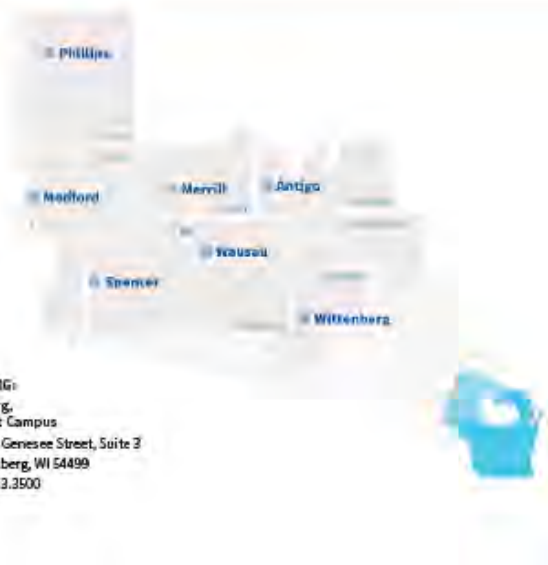 Phillips
Medford
Merrill
Antigo
Wausau
Spencer
Wittenberg
Campus
Genesee Street, Suite 3
berg, WI 54499
3.3500